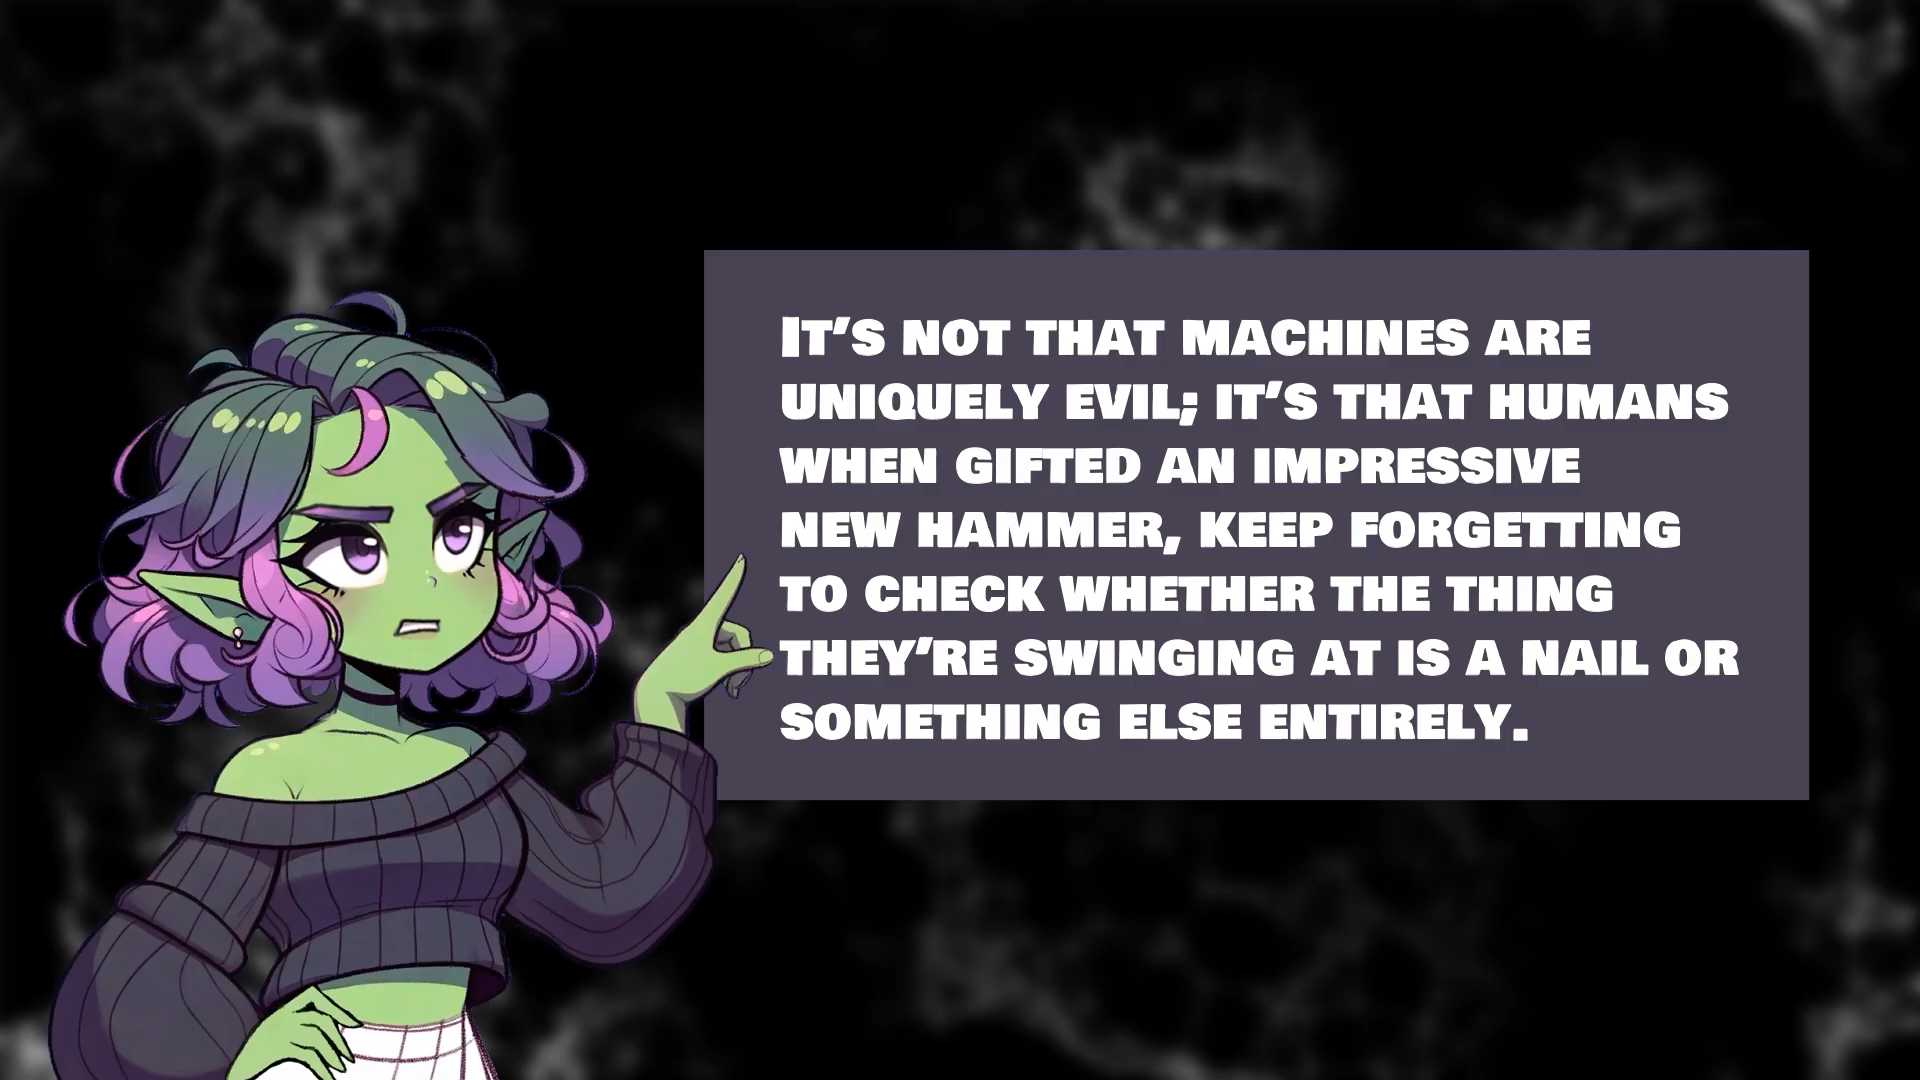 It's not that machines are
uniquely evil; it's that humans
when gifted an impressive
new hammer, keep forgetting
to check whether the thing
they're swinging at is a nail or
something else entirely.